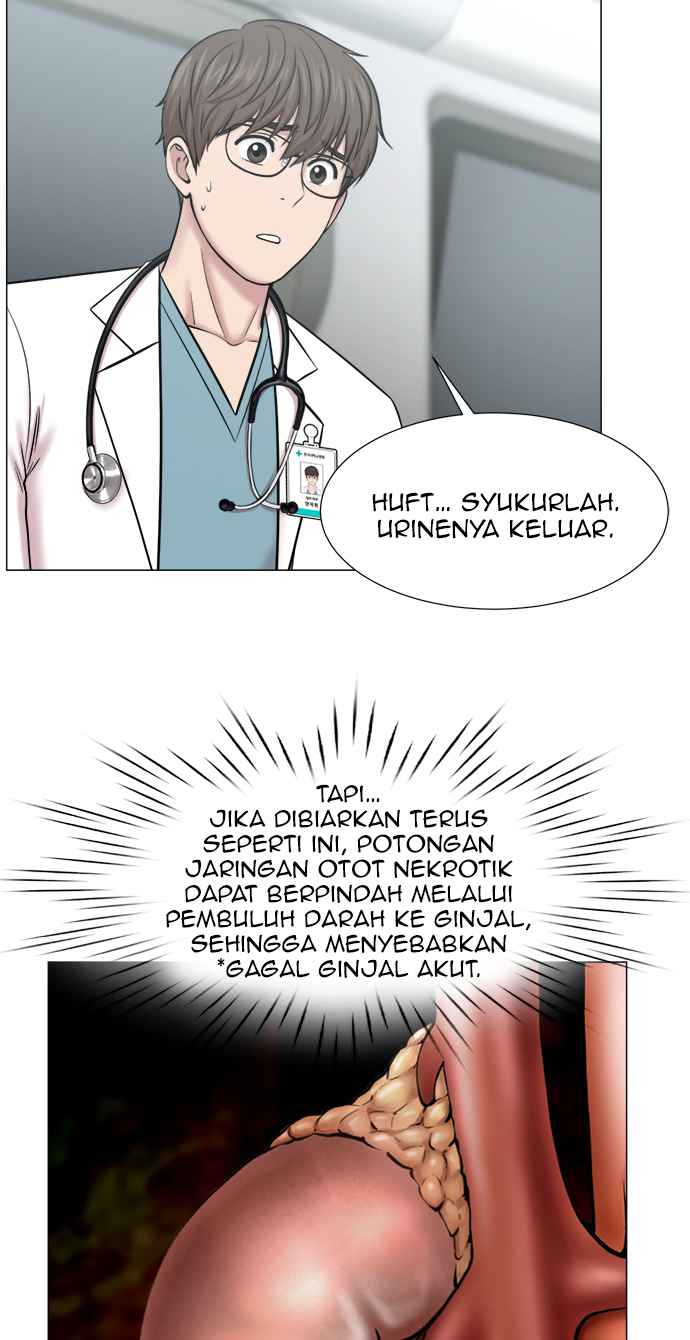 HUFT... SYUKURLAH.
URINENYA KELUAR.
TAPI...
JIKA DIBIARKAN TERUS
SEPERTI INI, POTONGAN
JARINGAN OTOT NEKROTIK
DAPAT BERPINDAH MELALUI
PEMBULUH DARAH KE GINJAL,
SEHINGGA MENYEBABKAN
*GAGAL GINJAL AKUT.